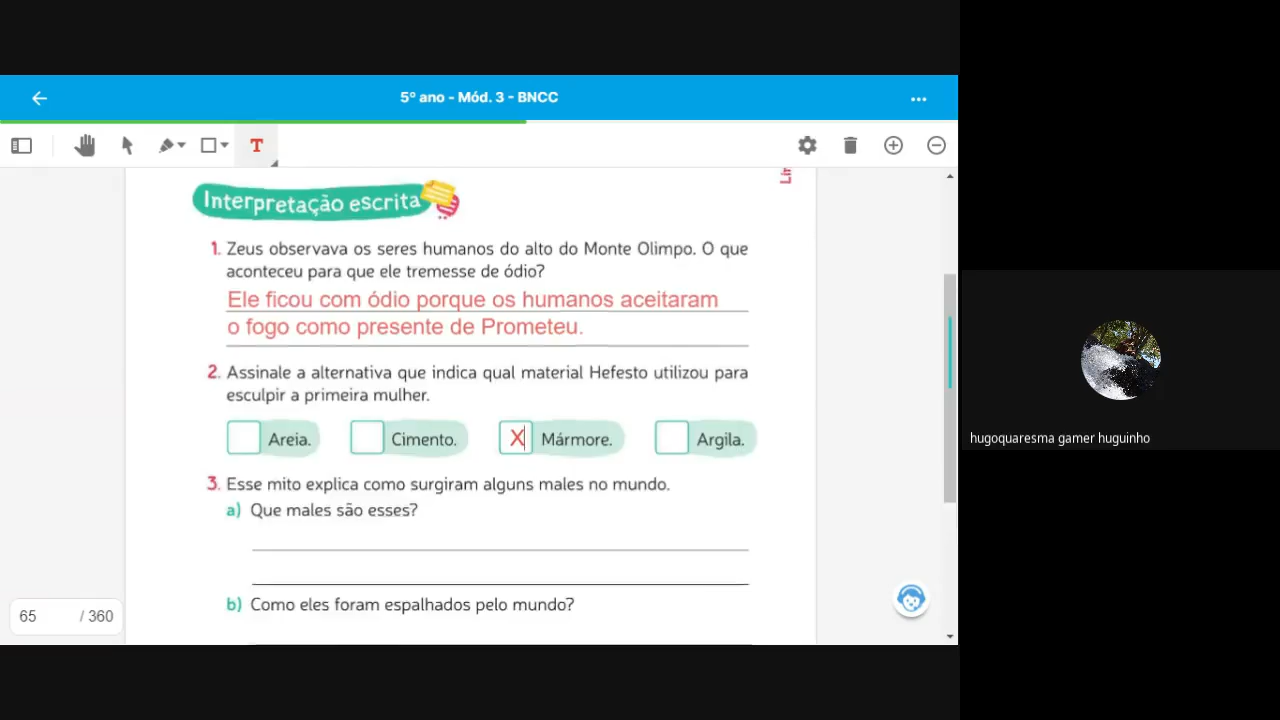 5º ano - Mód. 3 - BNCC
T
Interpretação escrita
1. Zeus observava os seres humanos do alto do Monte Olimpo. O que
aconteceu para que ele tremesse de ódio?
Ele ficou com ódio porque os humanos aceitaram
o fogo como presente de Prometeu.
2. Assinale a alternativa que indica qual material Hefesto utilizou para
esculpir a primeira mulher.
Areia. Cimento. X Mármore. Argila.
3. Esse mito explica como surgiram alguns males no mundo.
a) Que males são esses?
b) Como eles foram espalhados pelo mundo?
65 / 360
hugoquaresma gamer huguinho